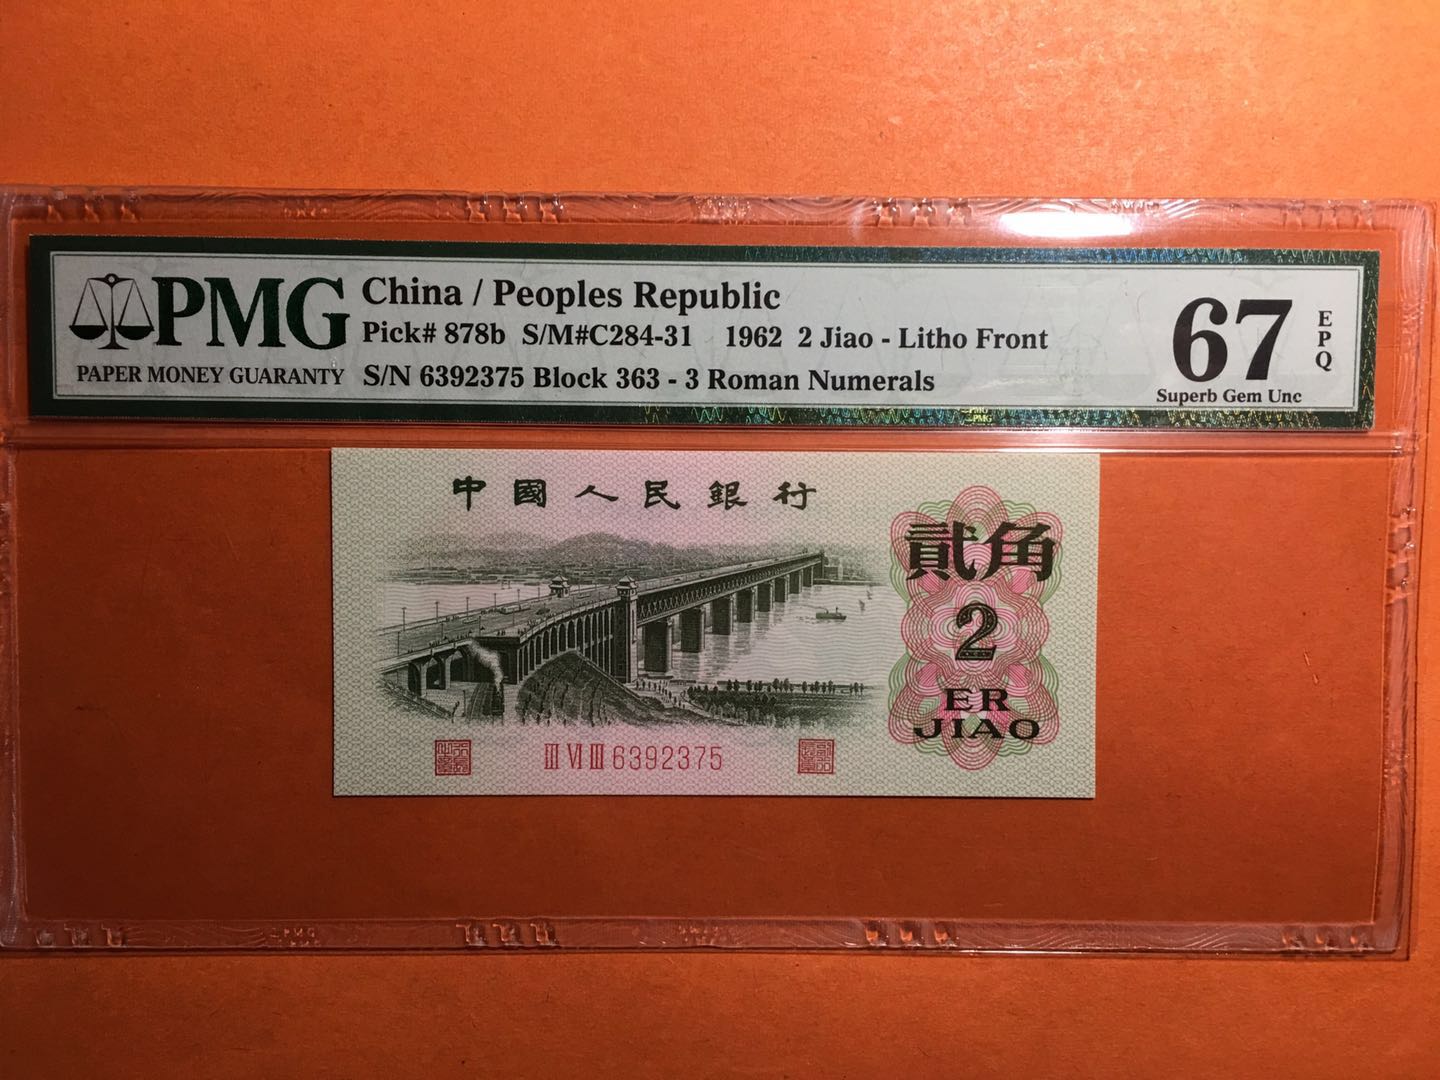 PMG
PAPER MONEY GUARANTY
China / Peoples Republic
Pick# 878b S/M#C284-31 1962 2 Jiao - Litho Front
S/N 6392375 Block 363 - 3 Roman Numerals
67
EPQ
Superb Gem Unc
中國人民銀行
貳角
2
ER
JIAO
III VI III 6392375